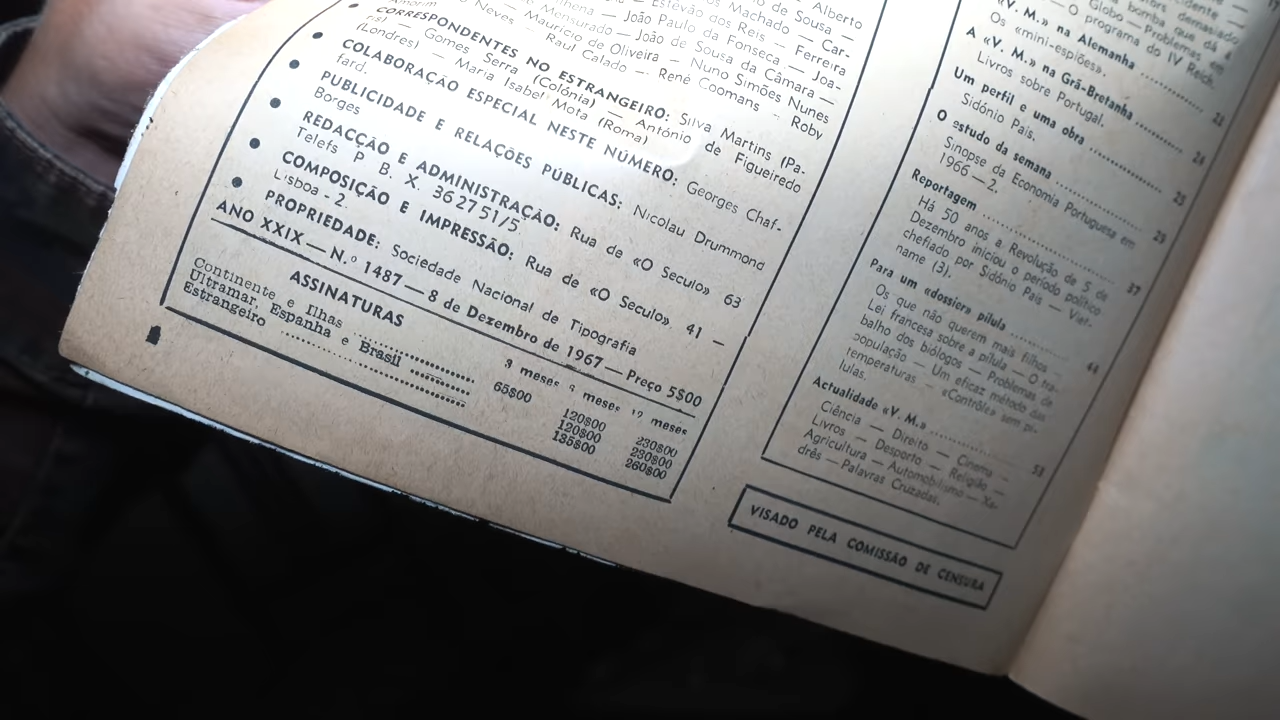 Alberto
de Sousa —
Machado — Car-
Estêvão dos Reis — Ferreira
— João Paulo da Fonseca — Joa-
Mensurado — João de Sousa da Câmara —
Neves — Maurício de Oliveira — Nuno Simões Nunes
Raul Calado — René Coomans — Roby
Amorim
CORRESPONDENTES NO ESTRANGEIRO: Silva Martins (Pa-
ris) Gomes Serra (Colónia) — António de Figueiredo
(Londres) — Maria Isabel Mota (Roma)
COLABORAÇÃO ESPECIAL NESTE NÚMERO: Georges Chaf-
fard.
PUBLICIDADE E RELAÇÕES PÚBLICAS: Nicolau Drummond
Borges
REDACÇÃO E ADMINISTRAÇÃO: Rua de «O Seculo» 63
Telefs P. B. X. 36 27 51/5.
COMPOSIÇÃO E IMPRESSÃO: Rua de «O Seculo», 41 —
Lisboa - 2.
PROPRIEDADE: Sociedade Nacional de Tipografia
ANO XXIX — N.º 1487 — 8 de Dezembro de 1967 — Preço 5$00
ASSINATURAS
3 meses 6 meses 12 meses
Continente e Ilhas .......... 65$00 120$00 230$00
Ultramar, Espanha e Brasil .......... 120$00 230$00
Estrangeiro .......... 135$00 260$00
— O programa do IV Reich.
«V. M.» na Alemanha ..........
Os «mini-espiões».
A «V. M.» na Grã-Bretanha ..........
Livros sobre Portugal.
Um perfil e uma obra .......... 24
Sidónio Pais.
O estudo da semana .......... 25
Sinopse da Economia Portuguesa em
1966 — 2.
Reportagem .......... 37
Há 50 anos a Revolução de 5 de
Dezembro iniciou o período político
chefiado por Sidónio Pais — Viet-
name (3).
Para um «dossier» pílula .......... 44
Os que não querem mais filhos —
Lei francesa sobre a pílula — O tra-
balho dos biólogos — Problemas de
população — Um eficaz método das
temperaturas — «Contrôle» sem pí-
lulas.
Actualidade «V. M.» .......... 53
Ciência — Direito — Cinema —
Livros — Desporto — Religião —
Agricultura — Automobilismo — Xa-
drês — Palavras Cruzadas.
VISADO PELA COMISSÃO DE CENSURA